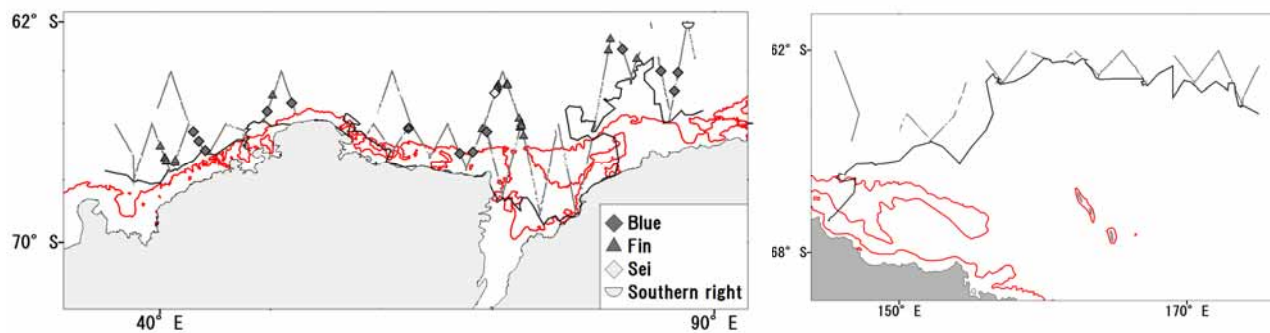 62° S
70° S
40° E
90° E
Blue
Fin
Sei
Southern right
62° S
68° S
150° E
170° E